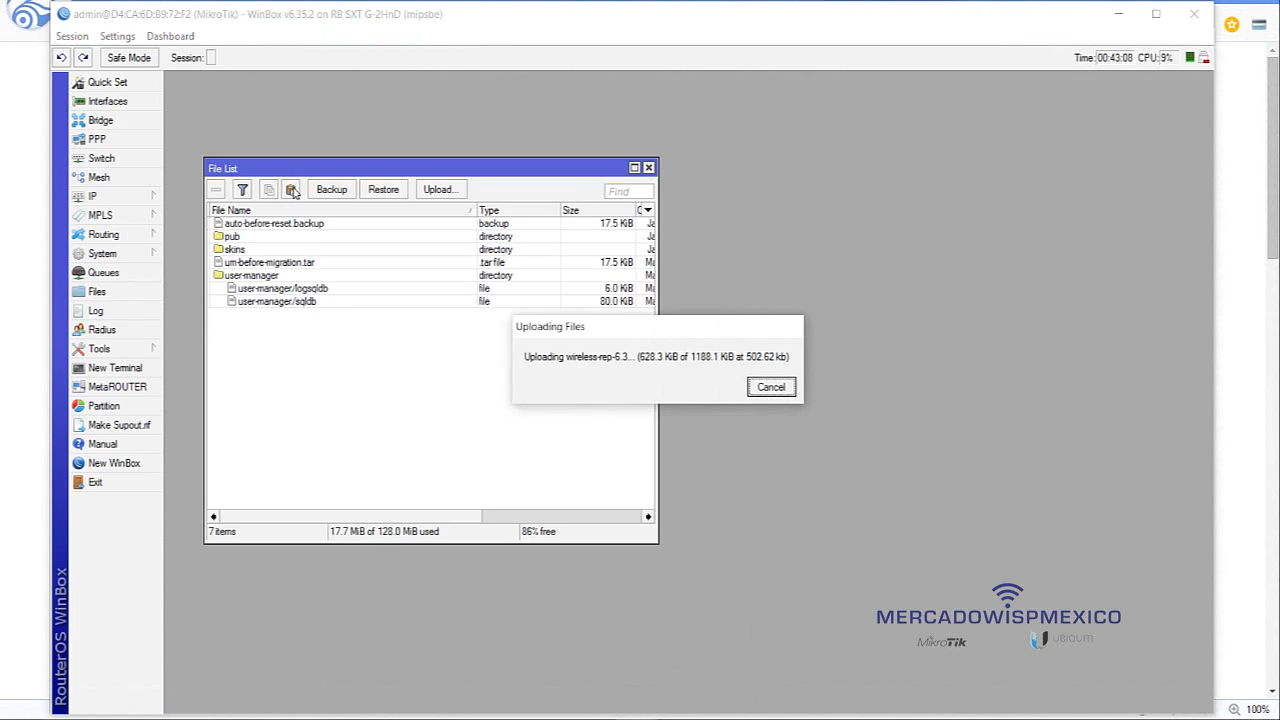 admin@D4:CA:6D:B9:72:F2 (MikroTik) - WinBox v6.35.2 on RB SXT G-2HnD (mipsbe)
Session Settings Dashboard
Safe Mode Session: Time: 00:43:08 CPU: 9%
Quick Set
Interfaces
Bridge
PPP
Switch
Mesh
IP
MPLS
Routing
System
Queues
Files
Log
Radius
Tools
New Terminal
MetaROUTER
Partition
Make Supout.rif
Manual
New WinBox
Exit
RouterOS WinBox
File List
Backup Restore Upload... Find
File Name Type Size
auto-before-reset.backup backup 17.5 KiB
pub directory
skins directory
um-before-migration.tar .tar file 17.5 KiB
user-manager directory
user-manager/logsqldb file 6.0 KiB
user-manager/sqldb file 80.0 KiB
7 items 17.7 MiB of 128.0 MiB used 86% free
Uploading Files
Uploading wireless-rep-6.3... (628.3 KiB of 1188.1 KiB at 502.62 kb)
Cancel
MERCADOWISPMEXICO
MikroTik UBIQUITI
100%